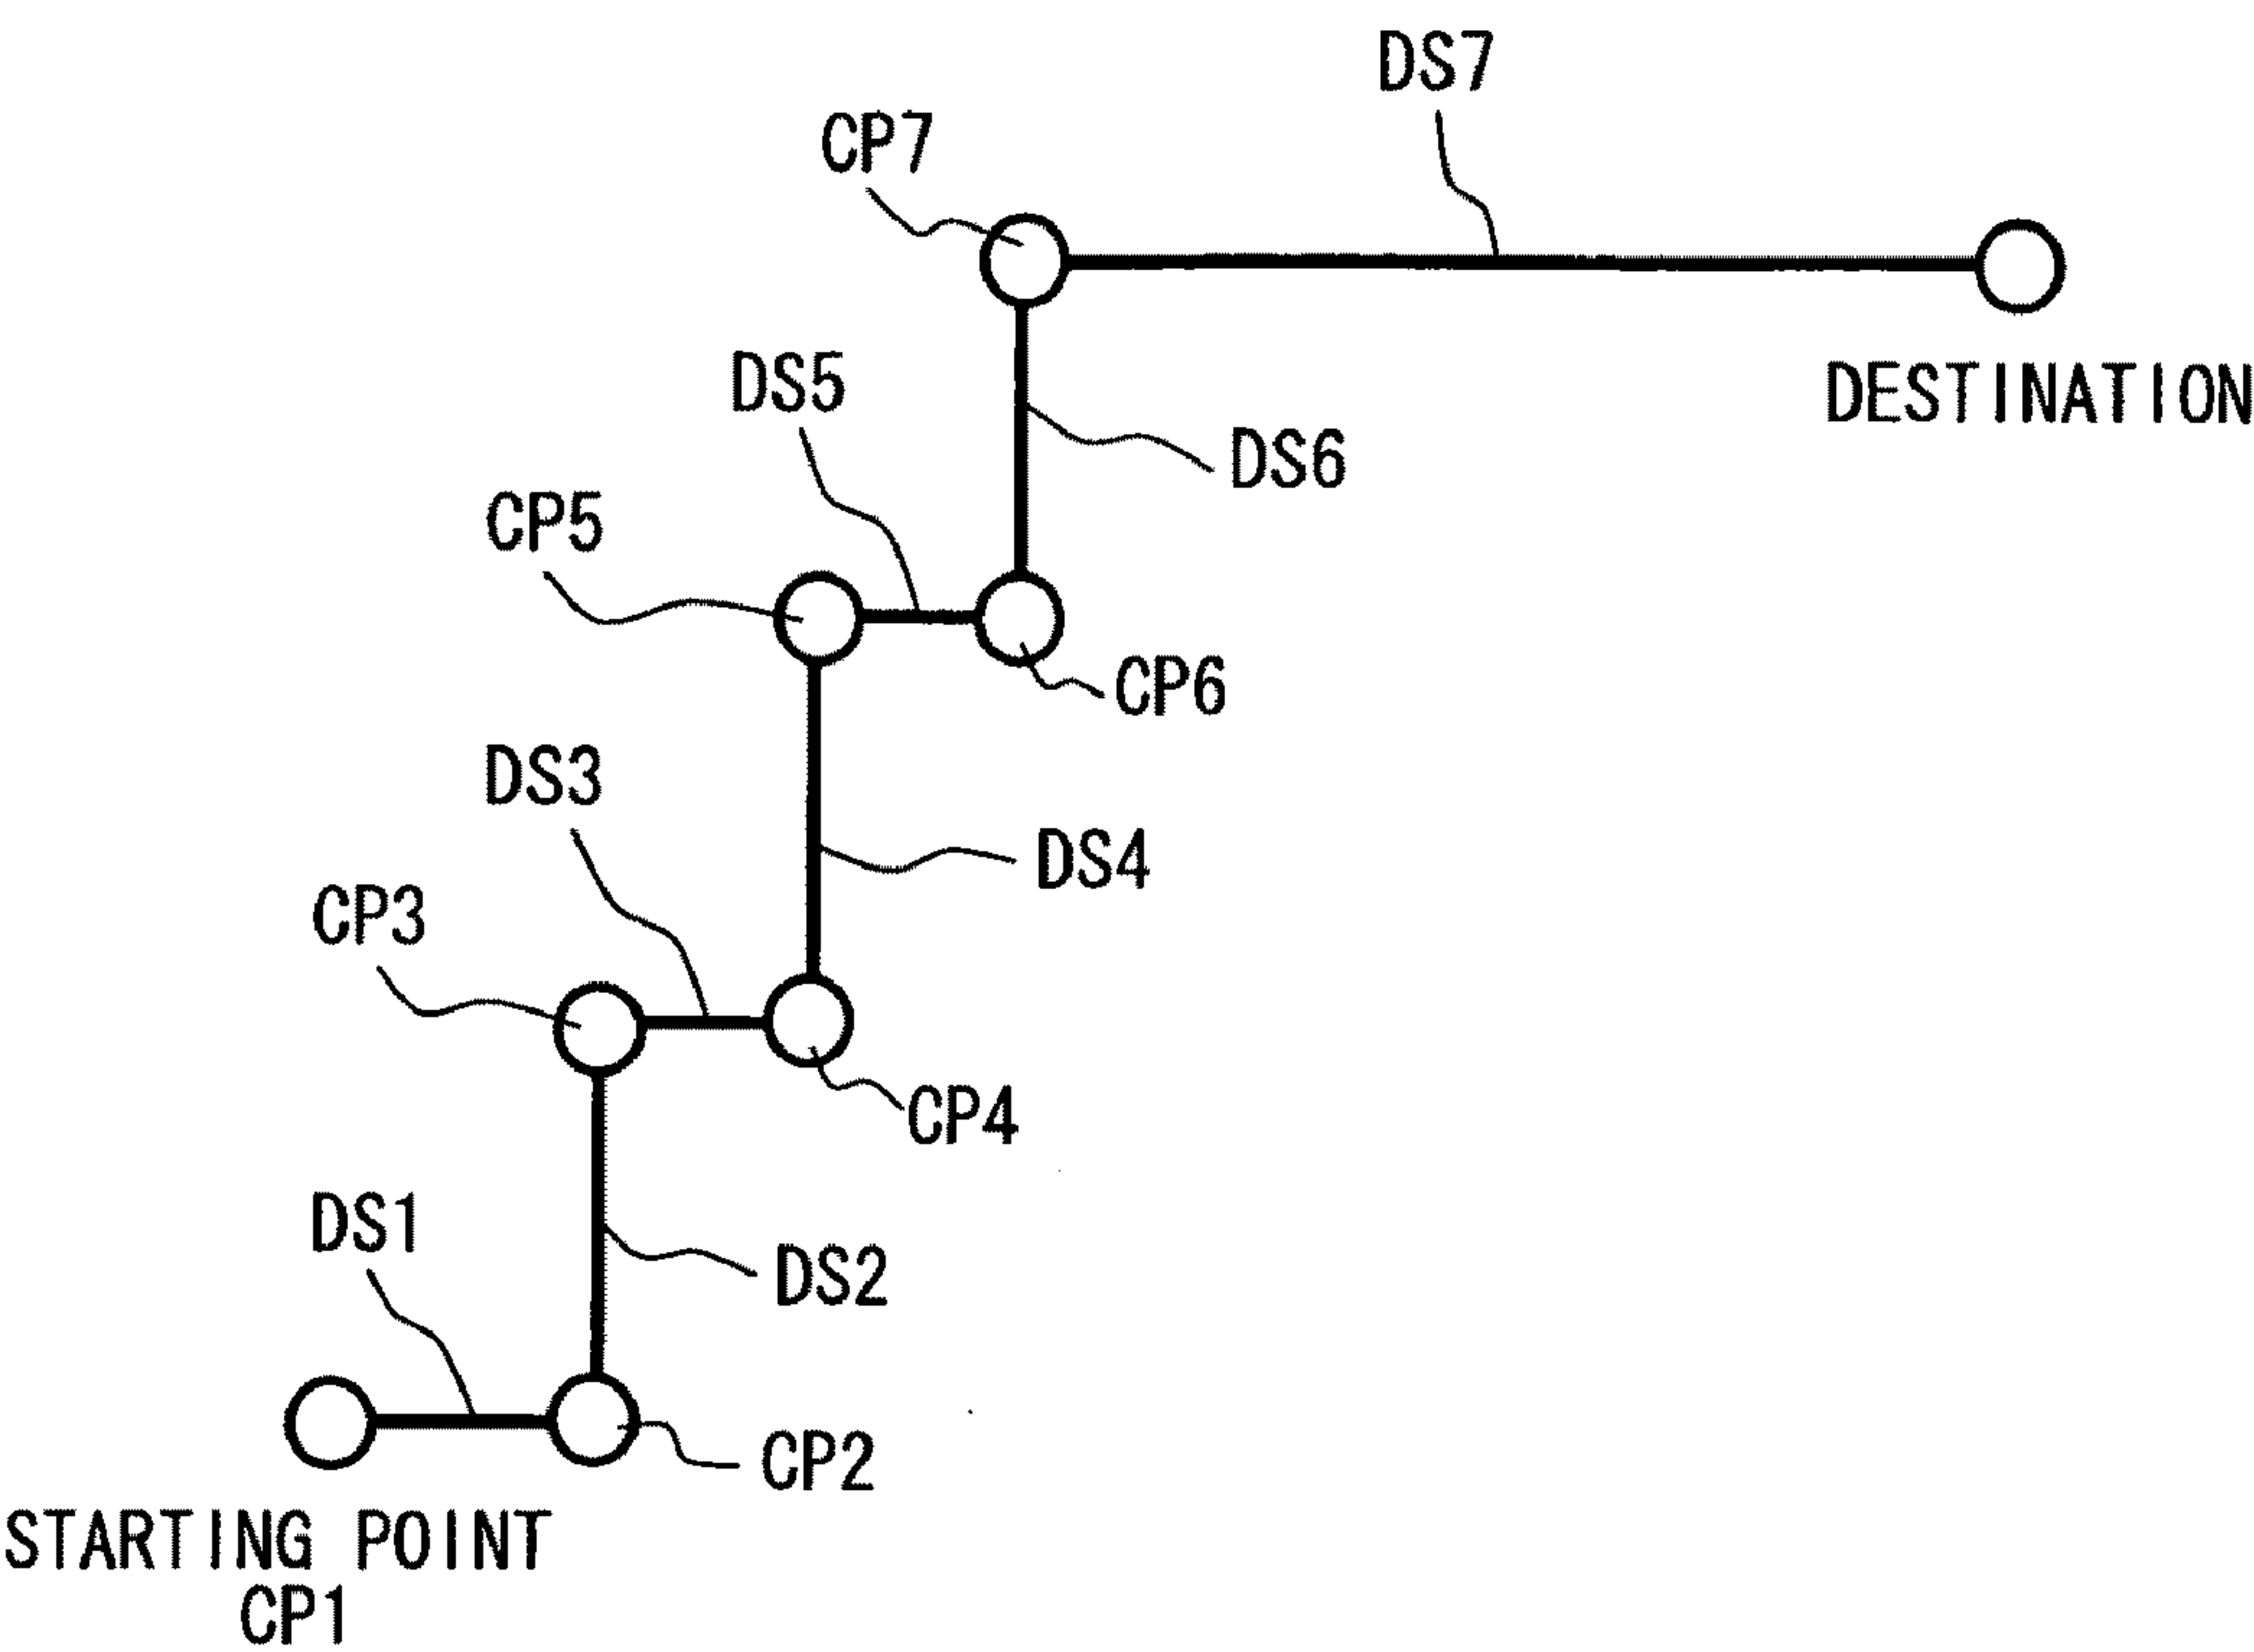 DS7
CP7
DS5
DESTINATION
DS6
CP5
CP6
DS3
DS4
CP3
CP4
DS1
DS2
CP2
STARTING POINT
CP1